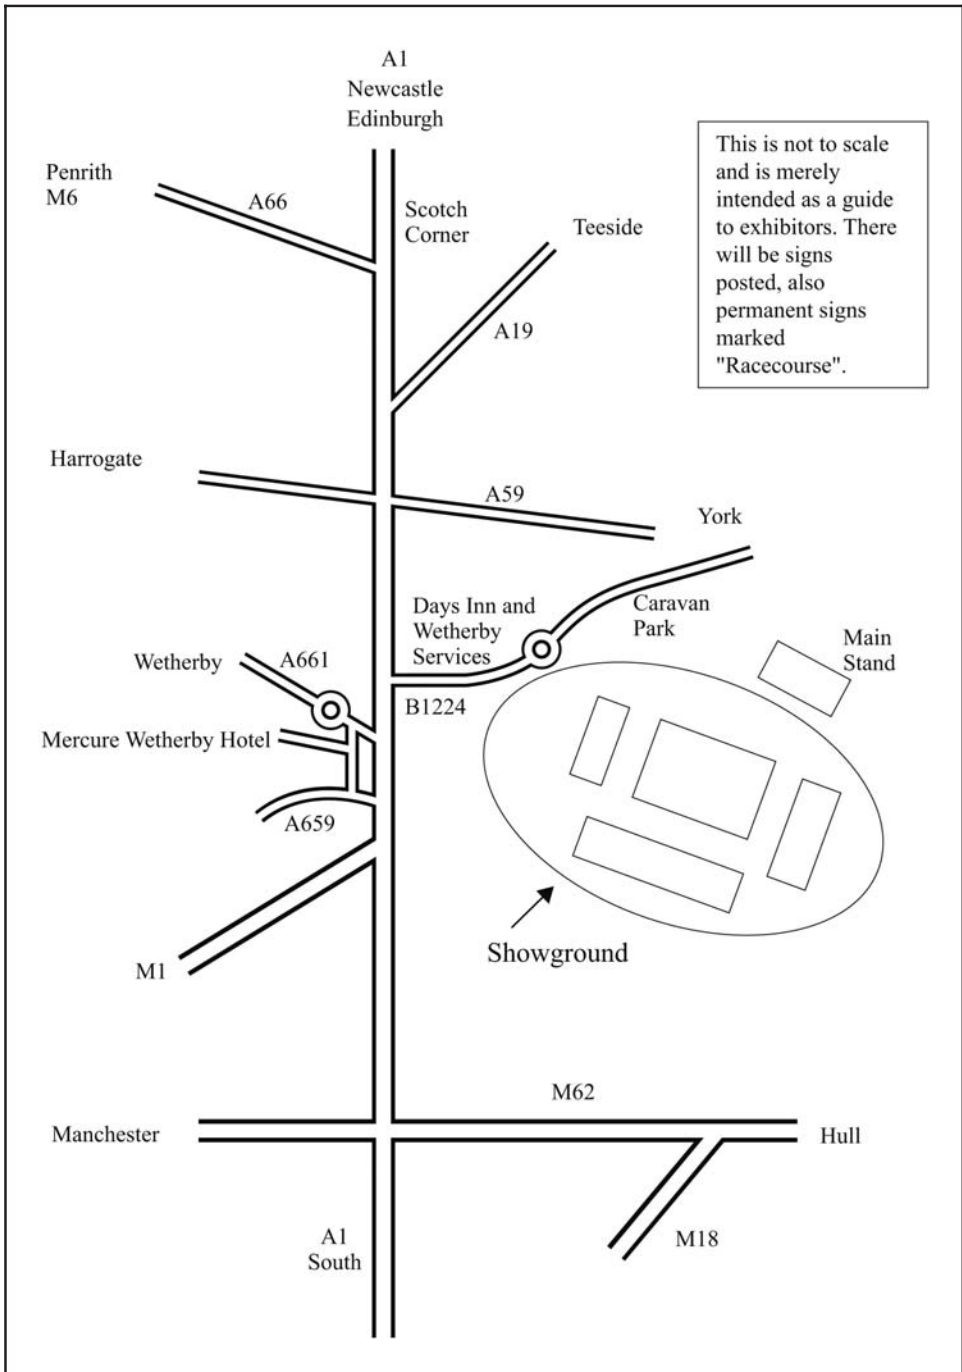 A1
Newcastle
Edinburgh
This is not to scale
and is merely
intended as a guide
to exhibitors. There
will be signs
posted, also
permanent signs
marked
"Racecourse".
Penrith
M6
A66
Scotch
Corner
Teeside
A19
Harrogate
A59
York
Days Inn and
Wetherby
Services
Caravan
Park
Main
Stand
Wetherby
A661
B1224
Mercure Wetherby Hotel
A659
Showground
M1
M62
Manchester
Hull
A1
South
M18